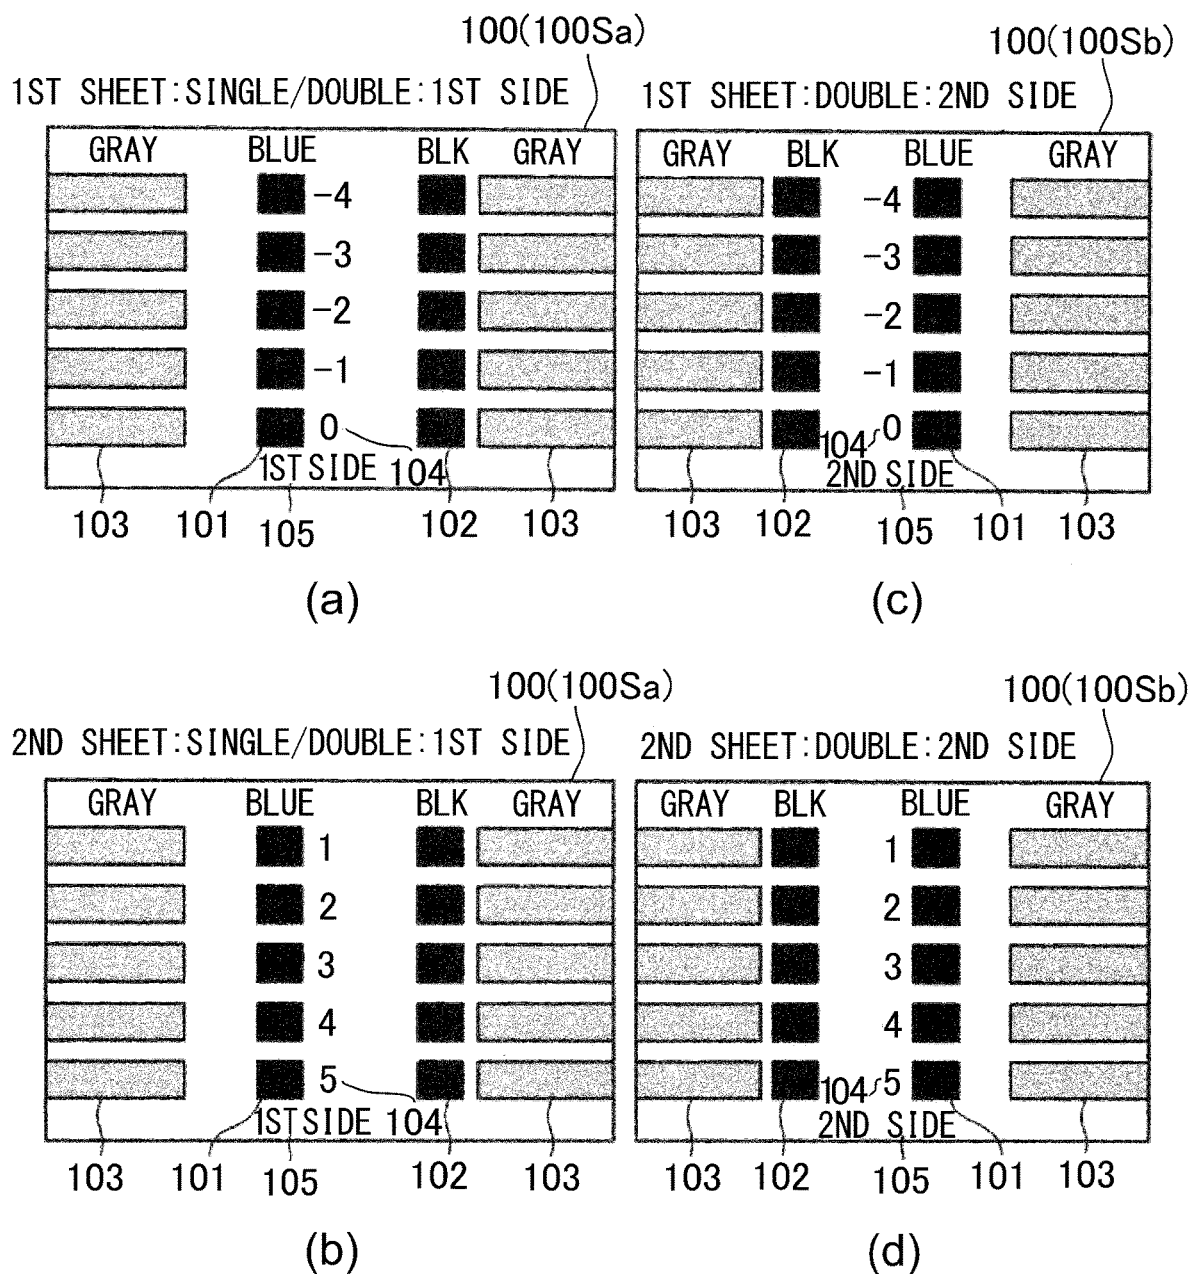 100(100Sa)
1ST SHEET:SINGLE/DOUBLE:1ST SIDE
GRAY BLUE BLK GRAY
-4
-3
-2
-1
0
1ST SIDE 104
103 101 105 102 103
(a)
100(100Sb)
1ST SHEET:DOUBLE:2ND SIDE
GRAY BLK BLUE GRAY
-4
-3
-2
-1
104 0
2ND SIDE
103 102 105 101 103
(c)
100(100Sa)
2ND SHEET:SINGLE/DOUBLE:1ST SIDE
GRAY BLUE BLK GRAY
1
2
3
4
5
1ST SIDE 104
103 101 105 102 103
(b)
100(100Sb)
2ND SHEET:DOUBLE:2ND SIDE
GRAY BLK BLUE GRAY
1
2
3
4
104 5
2ND SIDE
103 102 105 101 103
(d)